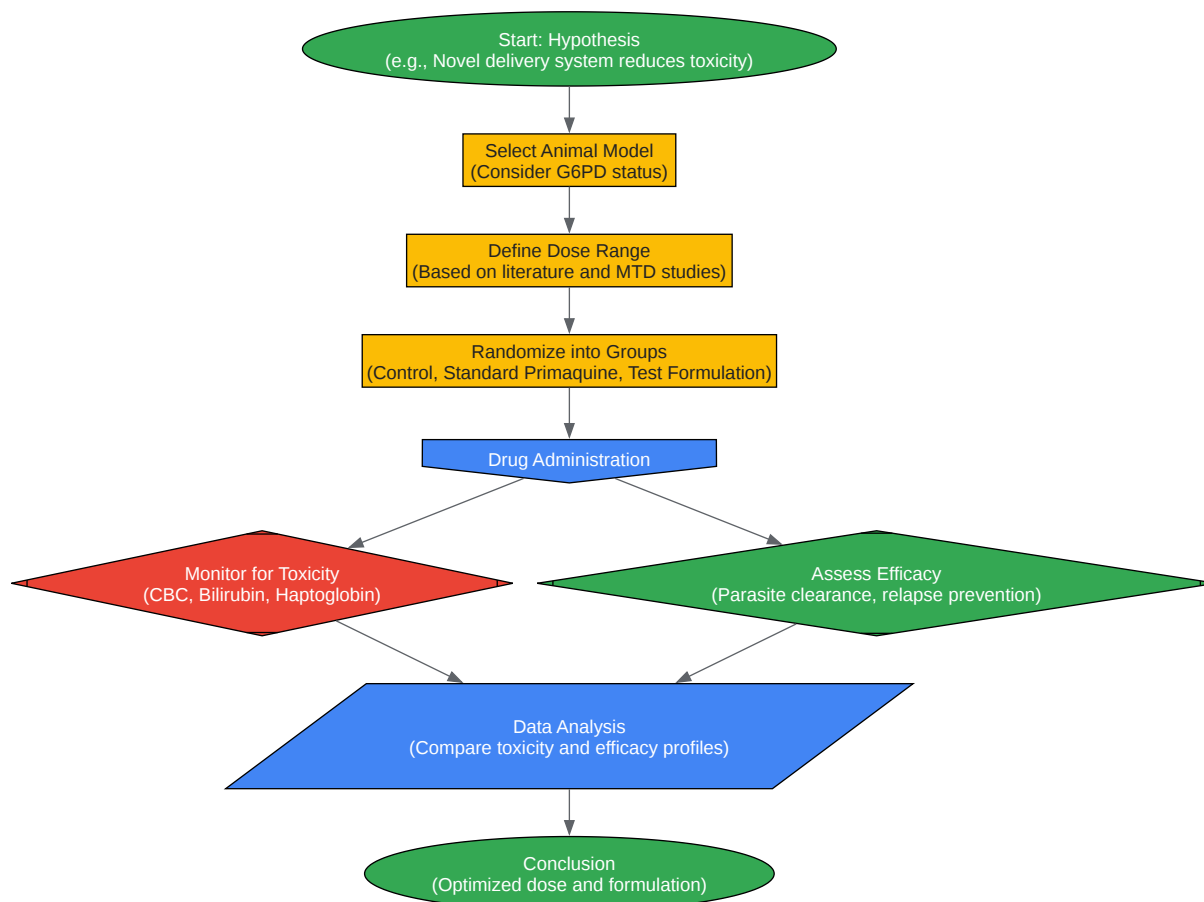 Start: Hypothesis
(e.g., Novel delivery system reduces toxicity)
Select Animal Model
(Consider G6PD status)
Define Dose Range
(Based on literature and MTD studies)
Randomize into Groups
(Control, Standard Primaquine, Test Formulation)
Drug Administration
Monitor for Toxicity
(CBC, Bilirubin, Haptoglobin)
Assess Efficacy
(Parasite clearance, relapse prevention)
Data Analysis
(Compare toxicity and efficacy profiles)
Conclusion
(Optimized dose and formulation)